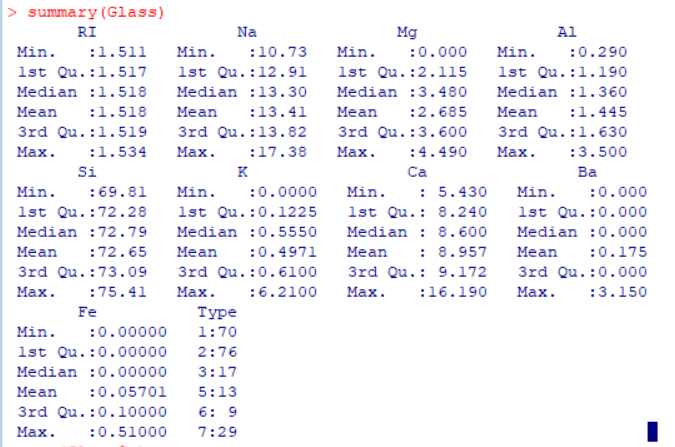 > summary(Glass)
RI Na Mg Al
Min. :1.511 Min. :10.73 Min. :0.000 Min. :0.290
1st Qu.:1.517 1st Qu.:12.91 1st Qu.:2.115 1st Qu.:1.190
Median :1.518 Median :13.30 Median :3.480 Median :1.360
Mean :1.518 Mean :13.41 Mean :2.685 Mean :1.445
3rd Qu.:1.519 3rd Qu.:13.82 3rd Qu.:3.600 3rd Qu.:1.630
Max. :1.534 Max. :17.38 Max. :4.490 Max. :3.500
Si K Ca Ba
Min. :69.81 Min. :0.0000 Min. : 5.430 Min. :0.000
1st Qu.:72.28 1st Qu.:0.1225 1st Qu.: 8.240 1st Qu.:0.000
Median :72.79 Median :0.5550 Median : 8.600 Median :0.000
Mean :72.65 Mean :0.4971 Mean : 8.957 Mean :0.175
3rd Qu.:73.09 3rd Qu.:0.6100 3rd Qu.: 9.172 3rd Qu.:0.000
Max. :75.41 Max. :6.2100 Max. :16.190 Max. :3.150
Fe Type
Min. :0.00000 1:70
1st Qu.:0.00000 2:76
Median :0.00000 3:17
Mean :0.05701 5:13
3rd Qu.:0.10000 6: 9
Max. :0.51000 7:29